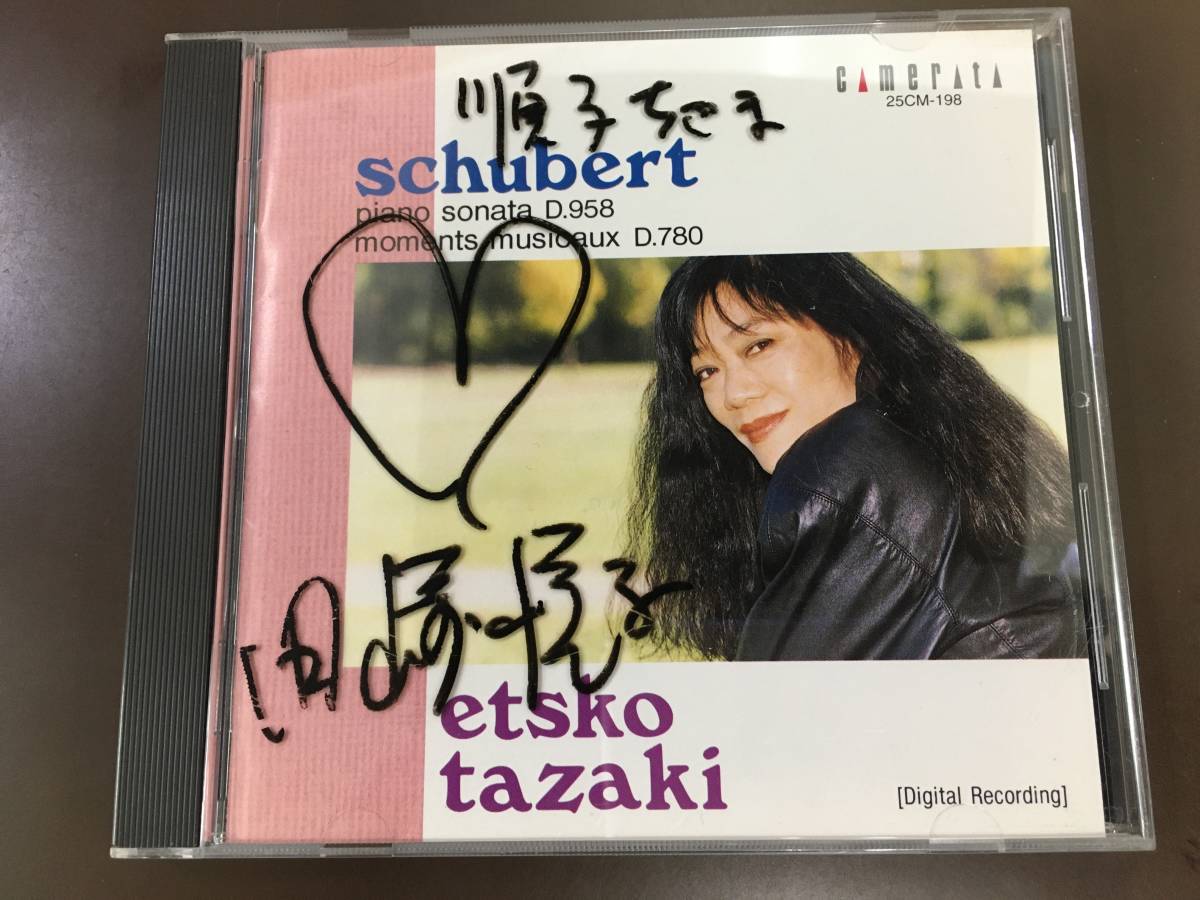 camerata
25CM-198
順子さま
schubert
piano sonata D.958
moments musicaux D.780
田崎悦子
etsko
tazaki
[Digital Recording]